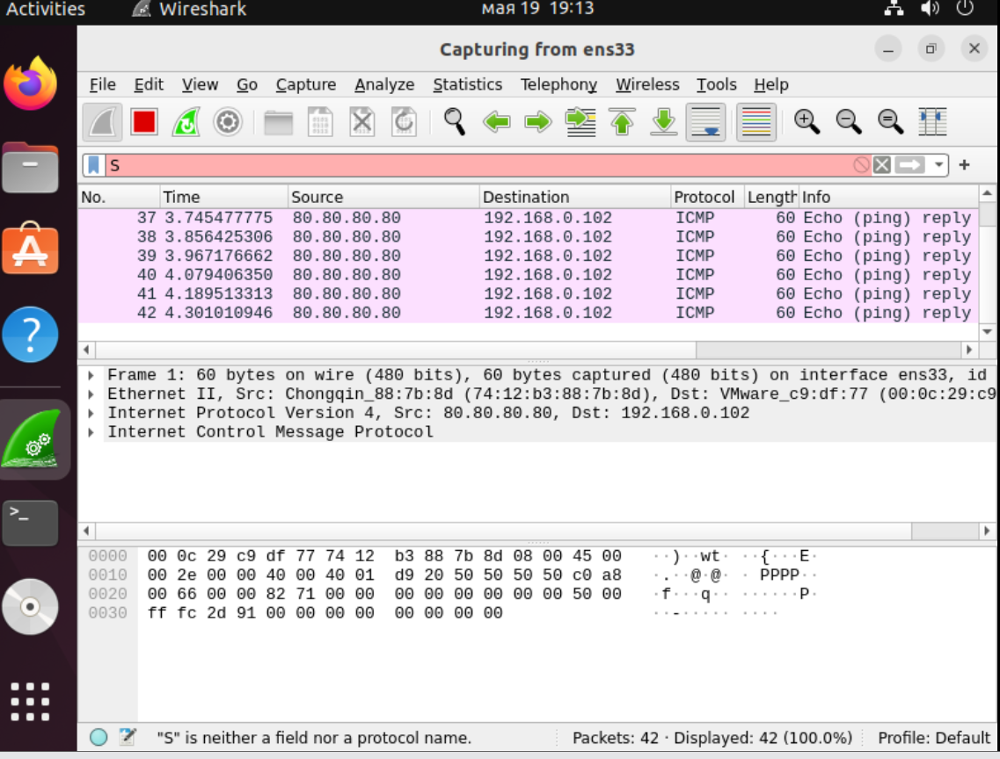 Activities Wireshark мая 19 19:13
Capturing from ens33
File Edit View Go Capture Analyze Statistics Telephony Wireless Tools Help
S
No. Time Source Destination Protocol Length Info
37 3.745477775 80.80.80.80 192.168.0.102 ICMP 60 Echo (ping) reply
38 3.856425306 80.80.80.80 192.168.0.102 ICMP 60 Echo (ping) reply
39 3.967176662 80.80.80.80 192.168.0.102 ICMP 60 Echo (ping) reply
40 4.079406350 80.80.80.80 192.168.0.102 ICMP 60 Echo (ping) reply
41 4.189513313 80.80.80.80 192.168.0.102 ICMP 60 Echo (ping) reply
42 4.301010946 80.80.80.80 192.168.0.102 ICMP 60 Echo (ping) reply
Frame 1: 60 bytes on wire (480 bits), 60 bytes captured (480 bits) on interface ens33, id
Ethernet II, Src: Chongqin_88:7b:8d (74:12:b3:88:7b:8d), Dst: VMware_c9:df:77 (00:0c:29:c9
Internet Protocol Version 4, Src: 80.80.80.80, Dst: 192.168.0.102
Internet Control Message Protocol
0000 00 0c 29 c9 df 77 74 12 b3 88 7b 8d 08 00 45 00 ··)··wt· ··{···E·
0010 00 2e 00 00 40 00 40 01 d9 20 50 50 50 50 c0 a8 ·.··@·@· · PPPP··
0020 00 66 00 00 82 71 00 00 00 00 00 00 00 00 50 00 ·f···q·· ······P·
0030 ff fc 2d 91 00 00 00 00 00 00 00 00 ··-····· ····
"S" is neither a field nor a protocol name. Packets: 42 · Displayed: 42 (100.0%) Profile: Default